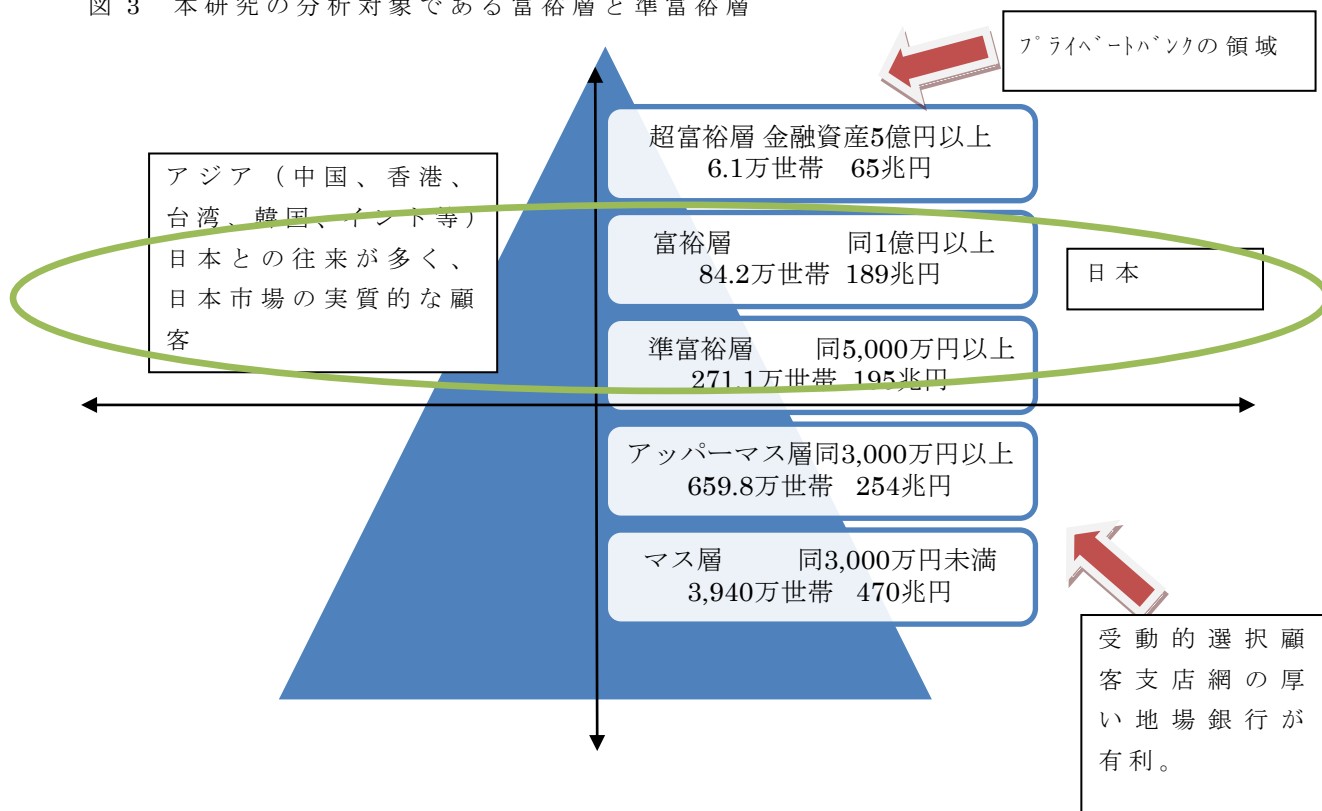 図 3 本研究の分析対象である富裕層と準富裕層
プライベートバンクの領域
超富裕層 金融資産5億円以上
6.1万世帯 65兆円
アジア（中国、香港、
台湾、韓国、インド等）
日本との往来が多く、
日本市場の実質的な顧
客
富裕層 同1億円以上
84.2万世帯 189兆円
日本
準富裕層 同5,000万円以上
271.1万世帯 195兆円
アッパーマス層同3,000万円以上
659.8万世帯 254兆円
マス層 同3,000万円未満
3,940万世帯 470兆円
受動的選択顧
客支店網の厚
い地場銀行が
有利。